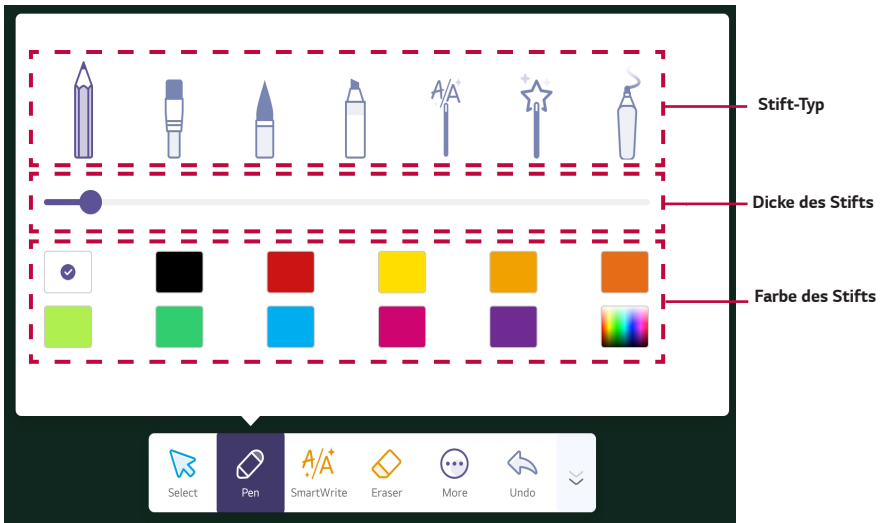 Stift-Typ
Dicke des Stifts
Farbe des Stifts
A/A
Select
Pen
SmartWrite
Eraser
More
Undo